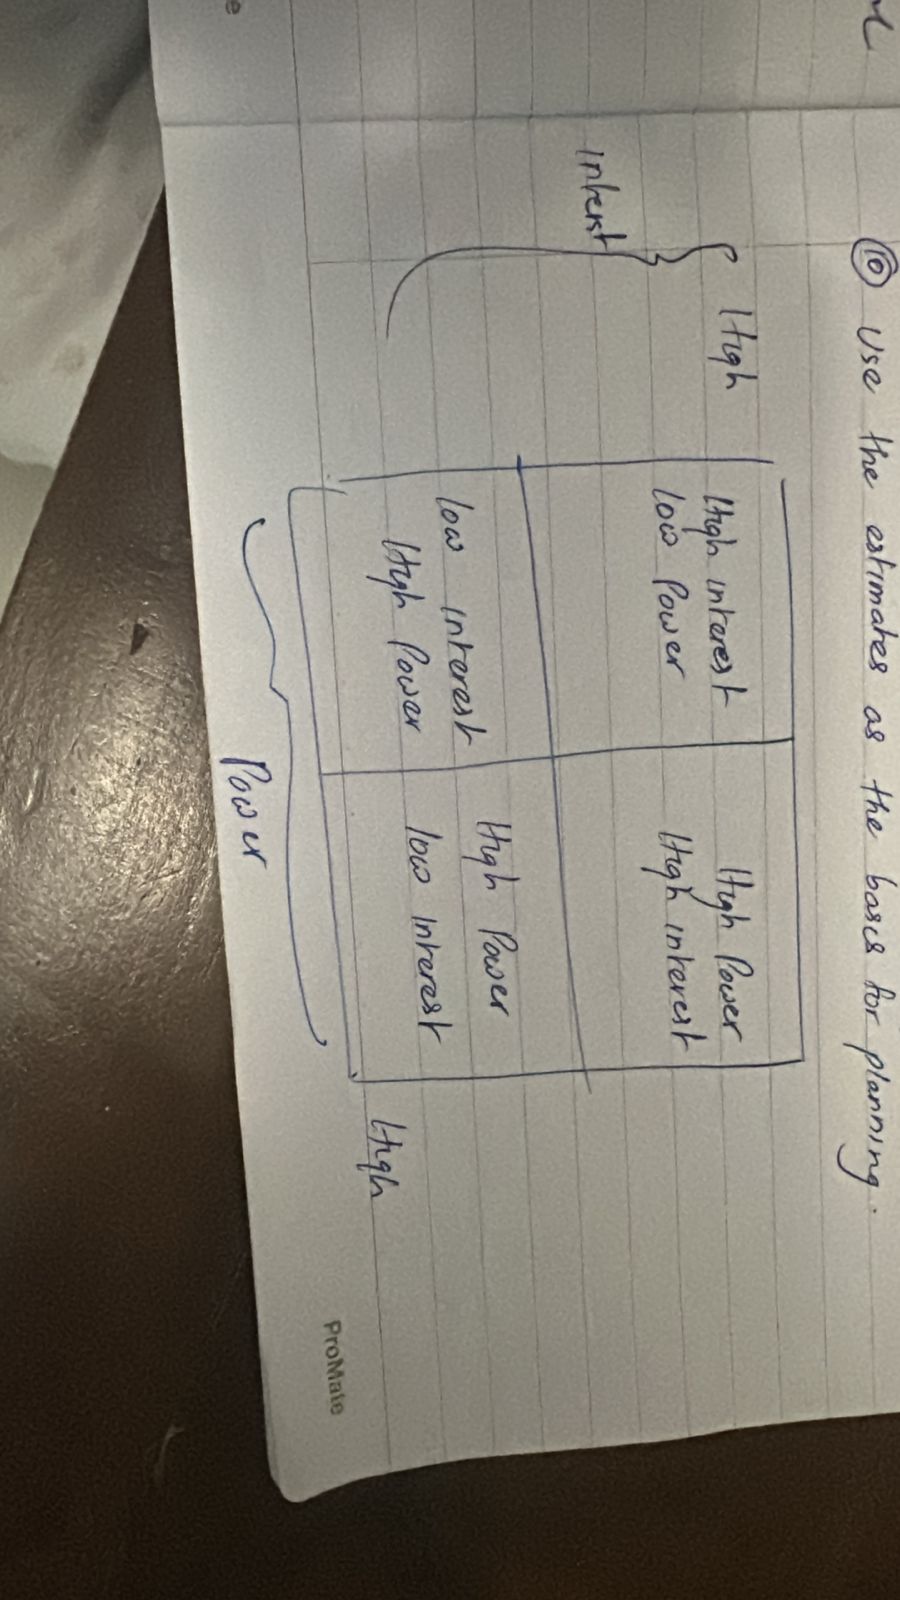 ⑩ Use the estimates as the basis for planning.
High
Interst
High interest
low Power
High Power
High interest
low interest
High Power
High Power
low interest
High
Power
ProMate